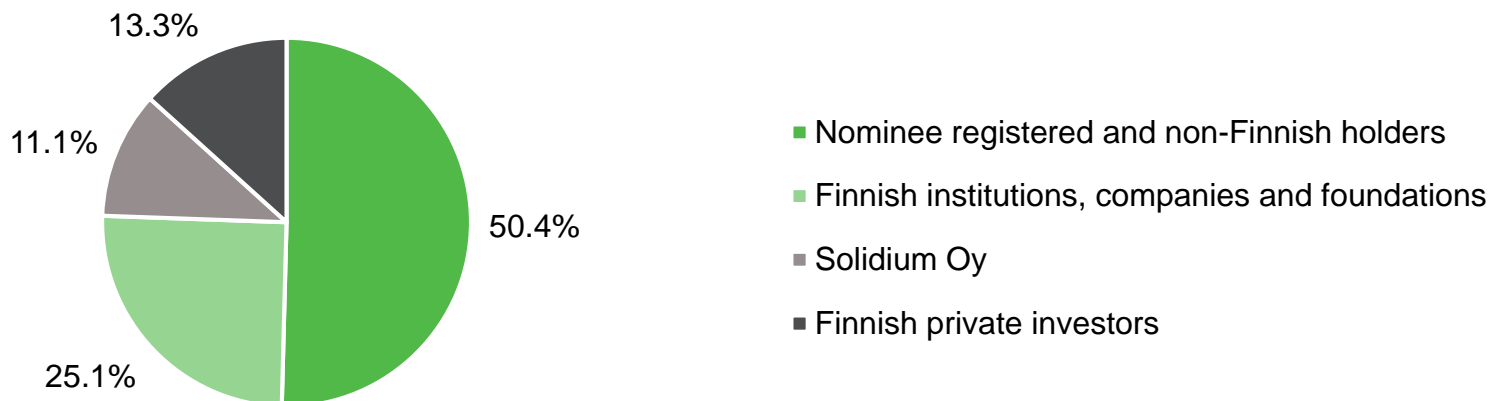 13.3%
11.1%
50.4%
25.1%
Nominee registered and non-Finnish holders
Finnish institutions, companies and foundations
Solidium Oy
Finnish private investors